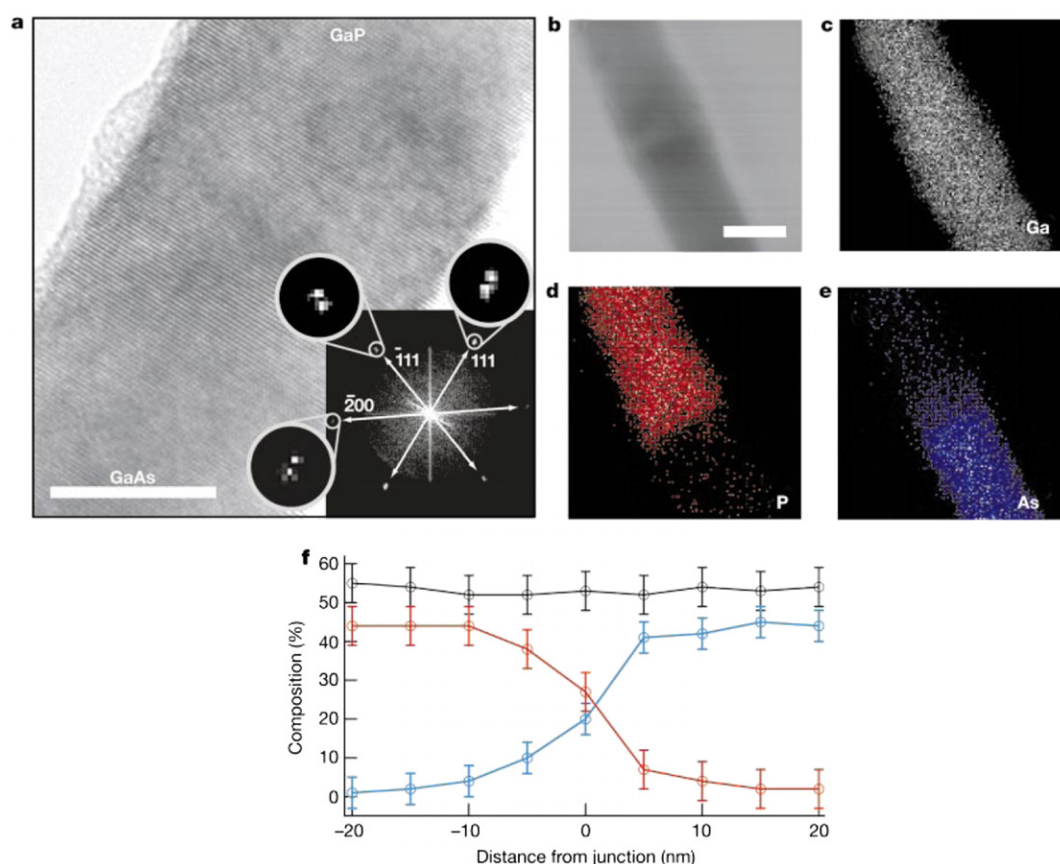 a
GaP
1̄11
111
2̄00
GaAs
b
c
Ga
d
P
e
As
f
60
50
40
30
20
10
0
Composition (%)
−20
−10
0
10
20
Distance from junction (nm)